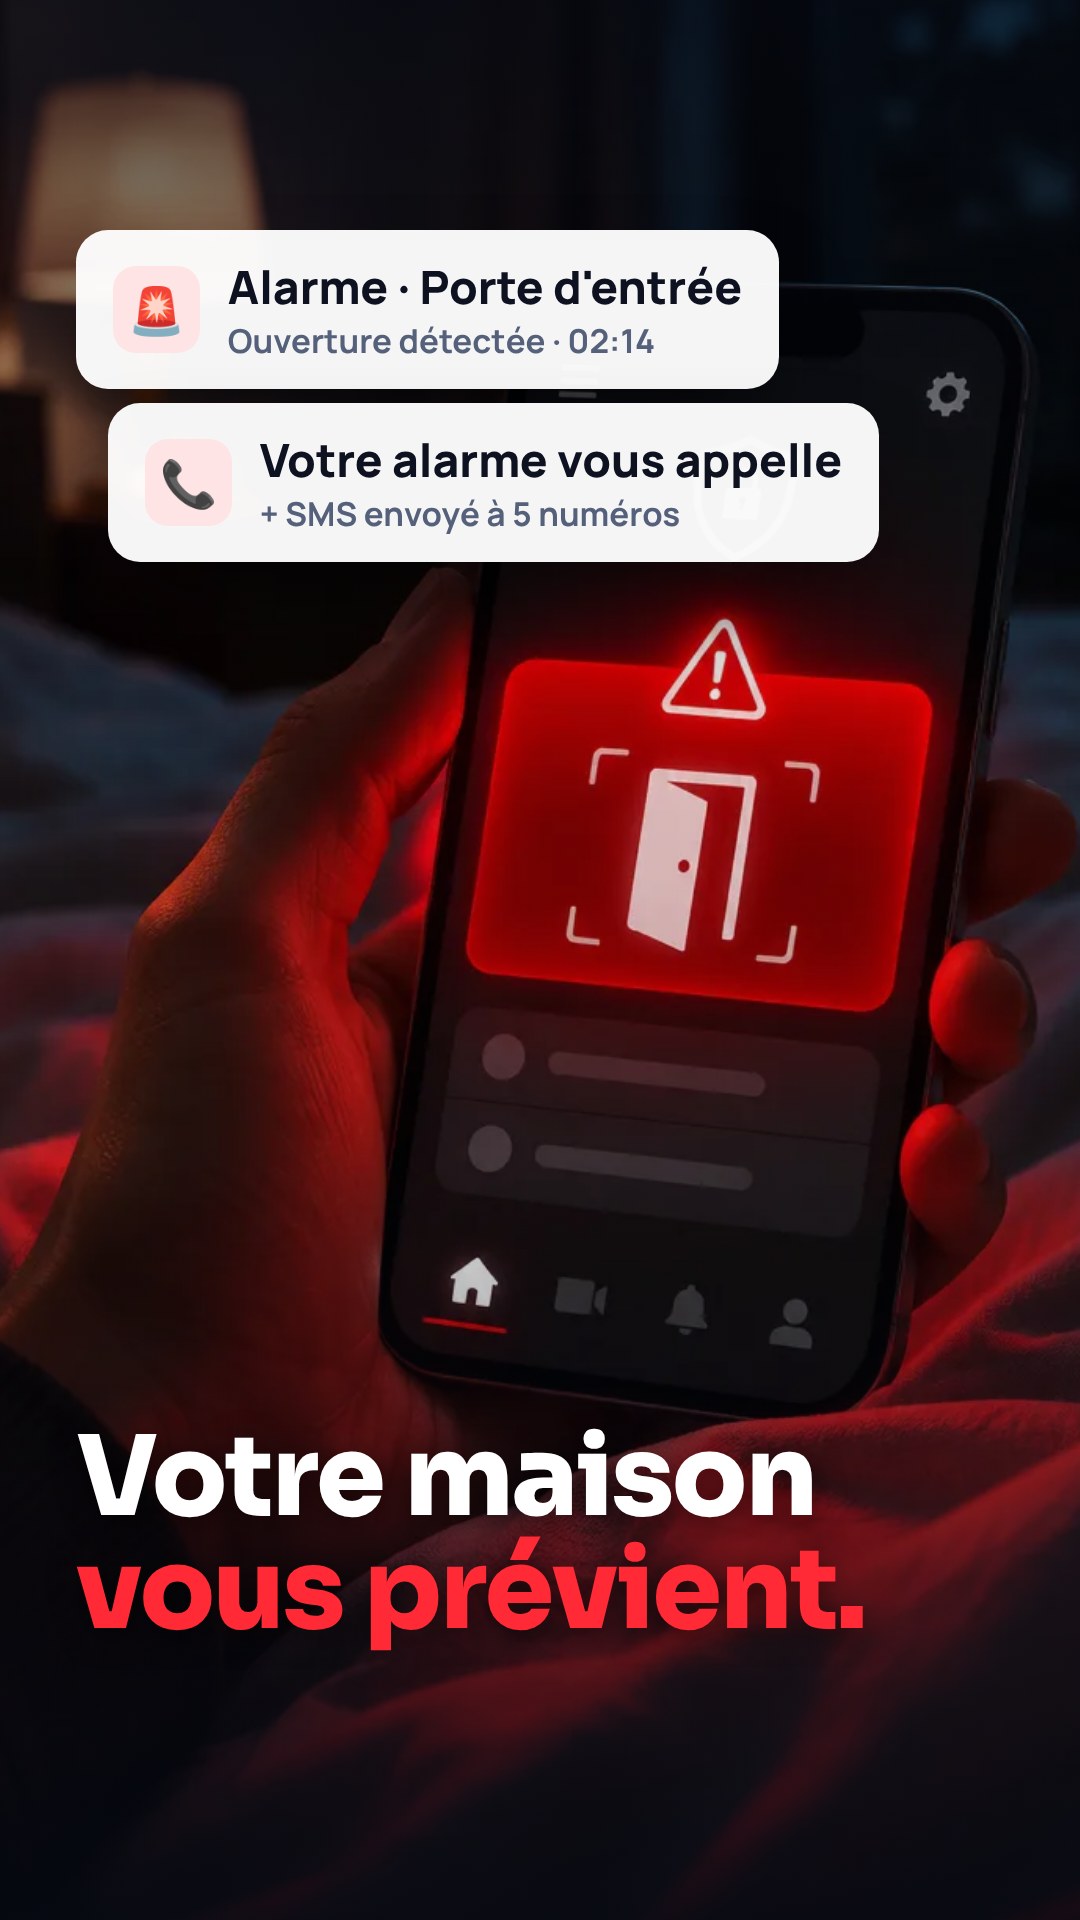 Alarme · Porte d'entrée
Ouverture détectée · 02:14
Votre alarme vous appelle
+ SMS envoyé à 5 numéros
Votre maison
vous prévient.